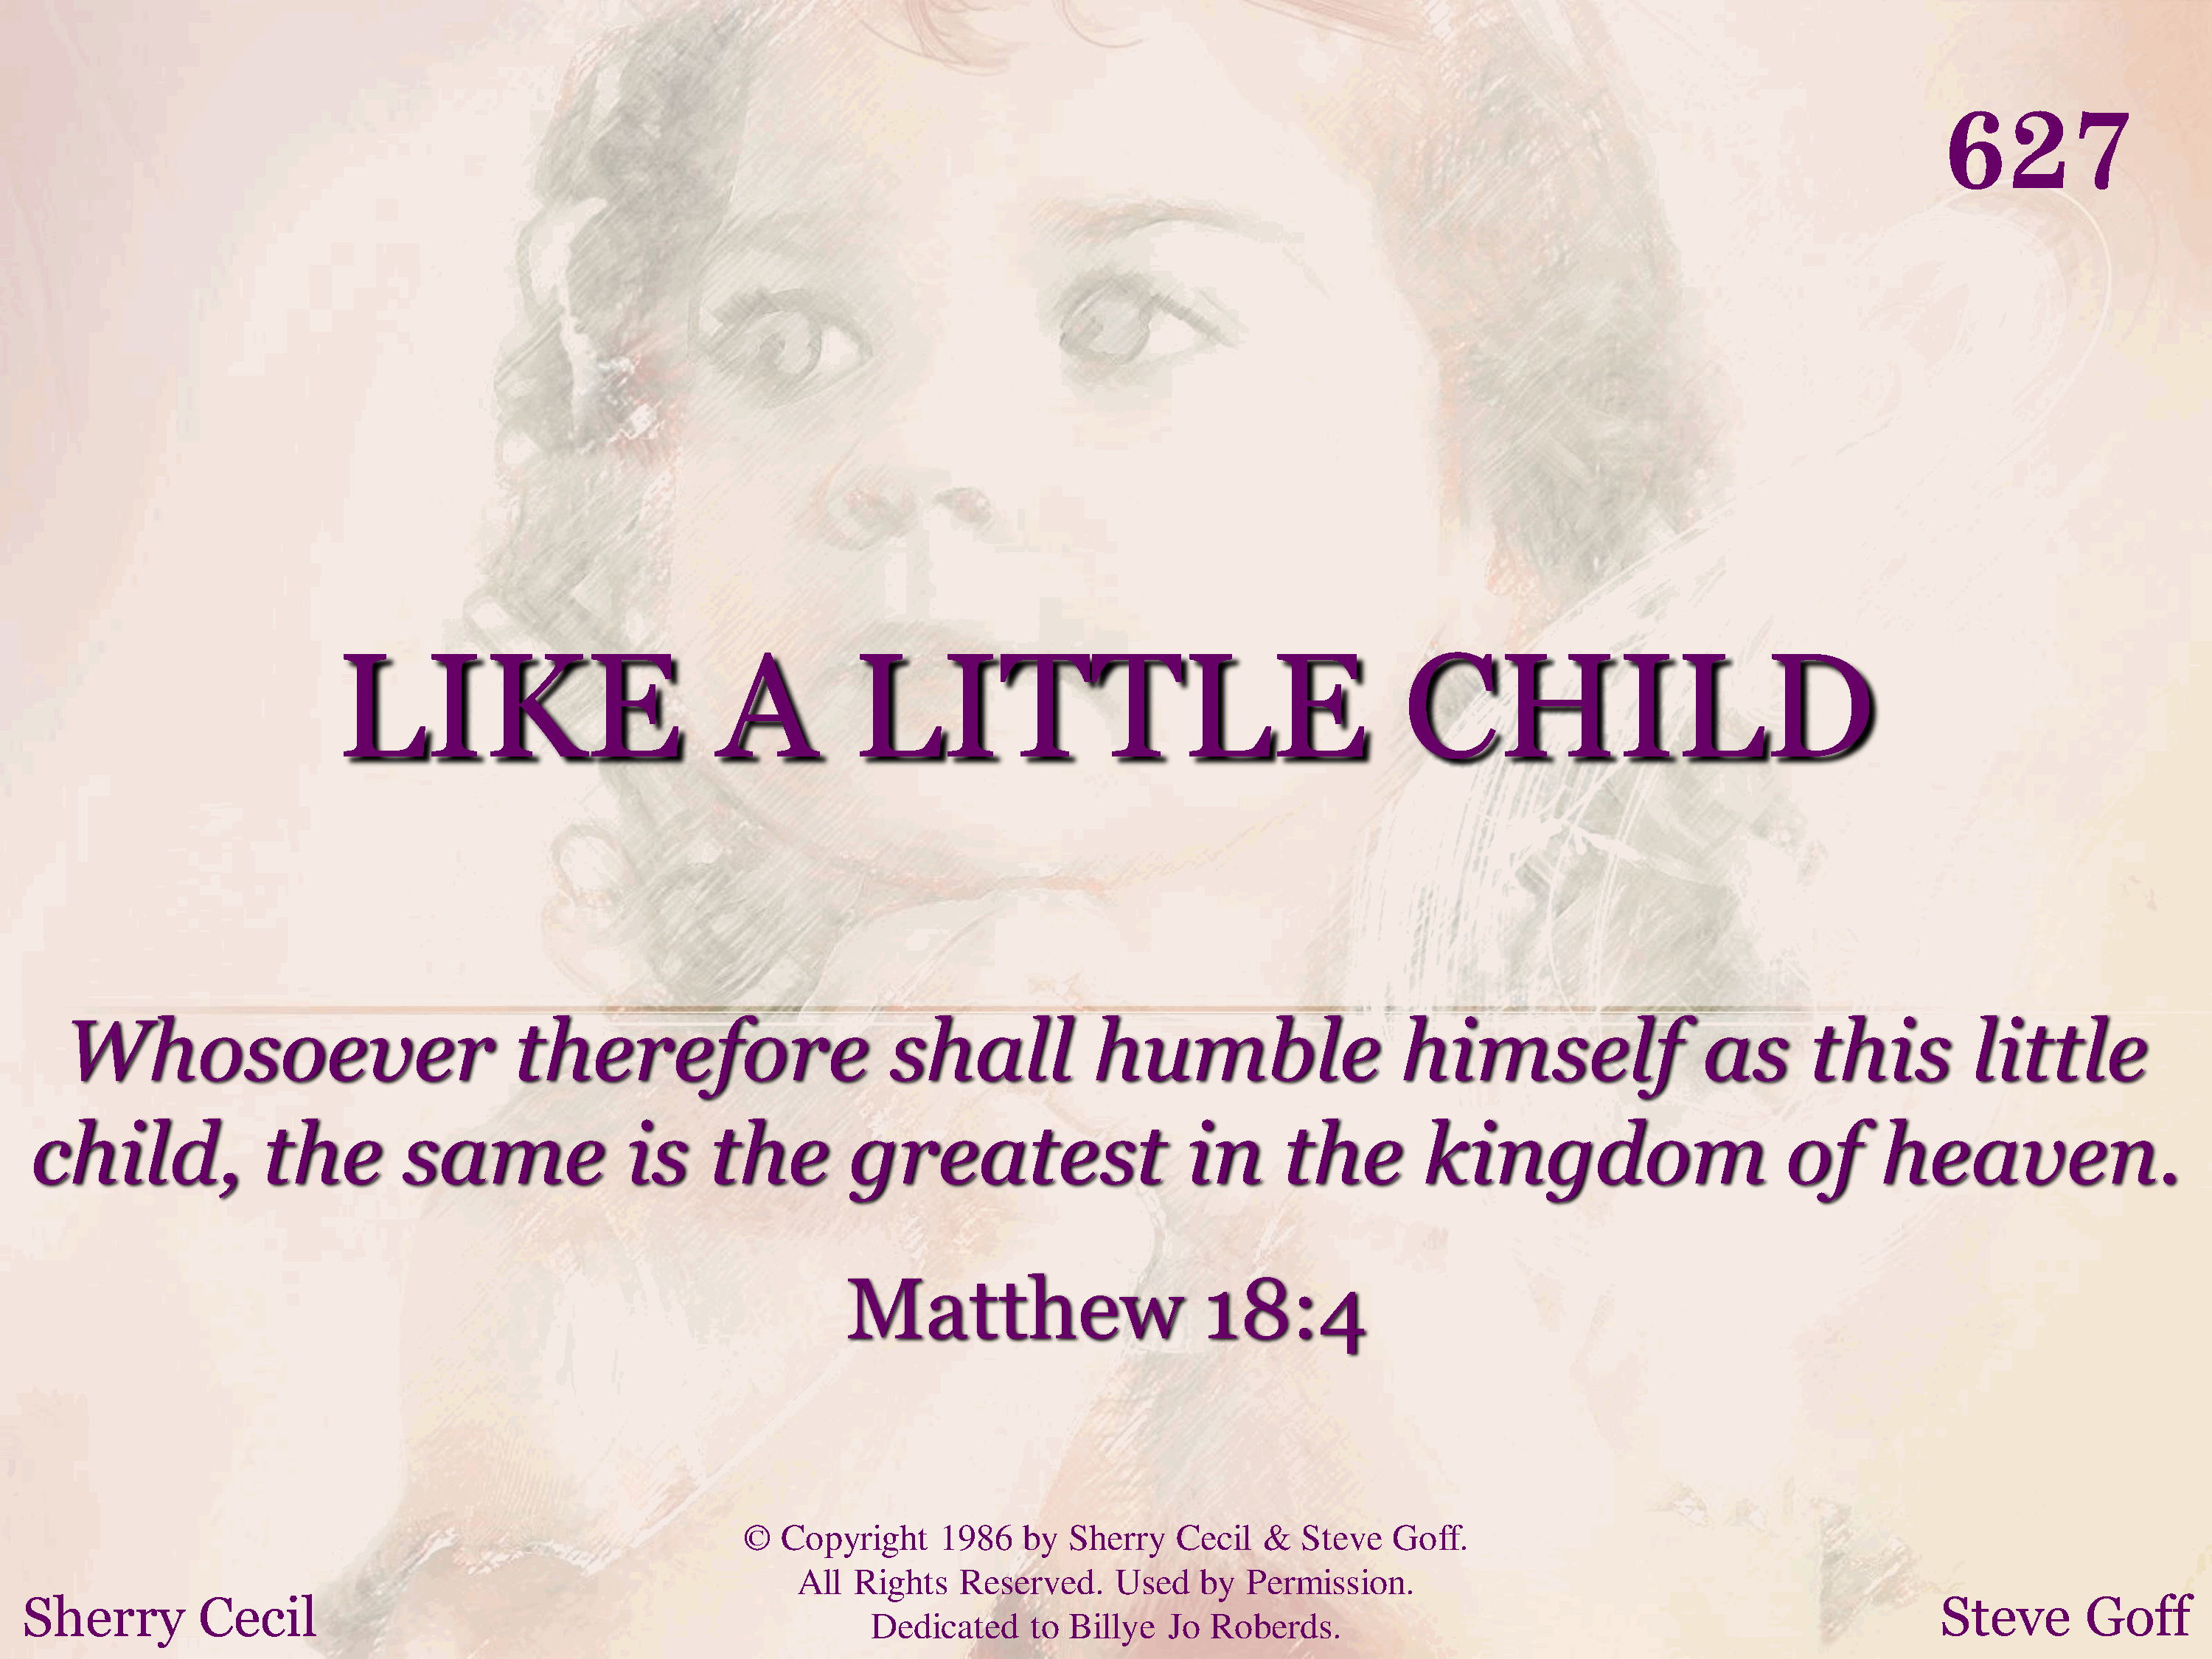 627
LIKE A LITTLE CHILD
Whosoever therefore shall humble himself as this little
child, the same is the greatest in the kingdom of heaven.
Matthew 18:4
© Copyright 1986 by Sherry Cecil & Steve Goff.
All Rights Reserved. Used by Permission.
Dedicated to Billye Jo Roberds.
Sherry Cecil
Steve Goff